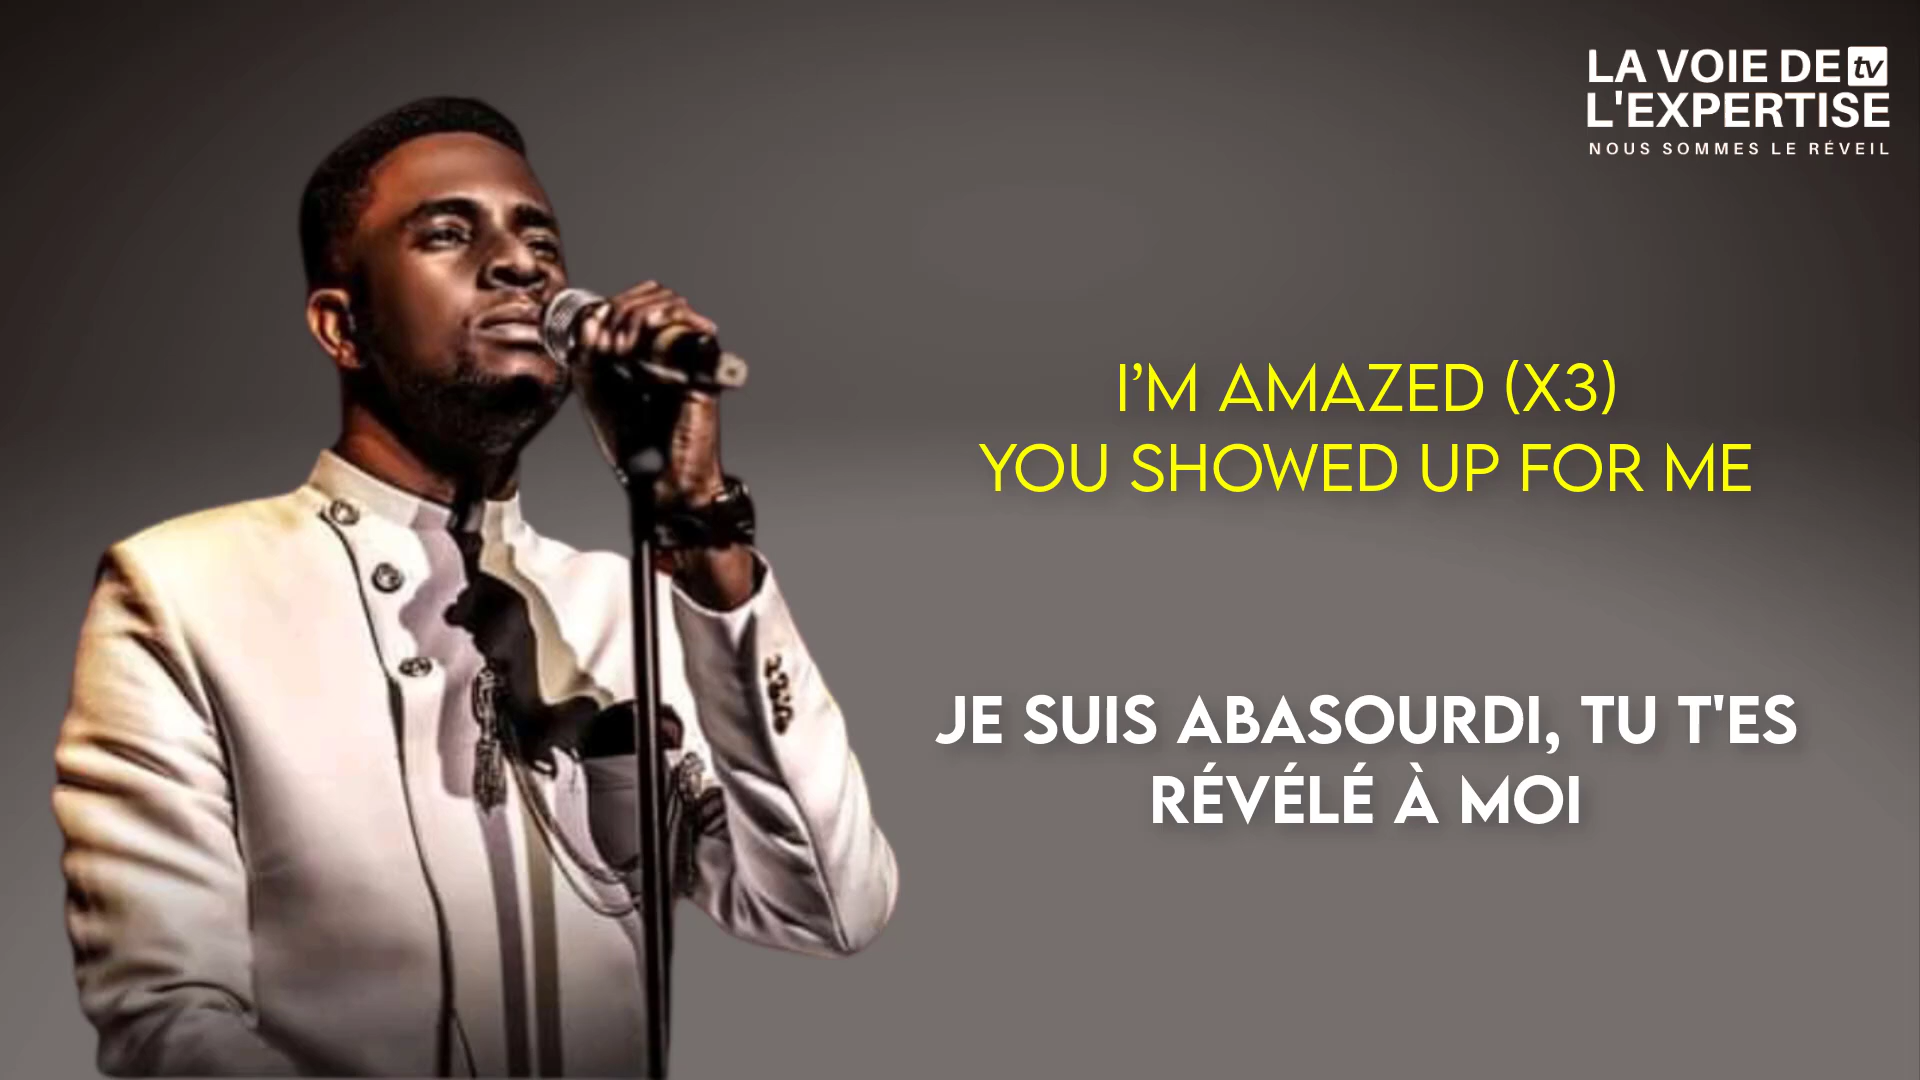 LA VOIE DE tv
L'EXPERTISE
NOUS SOMMES LE RÉVEIL
I’M AMAZED (X3)
YOU SHOWED UP FOR ME
JE SUIS ABASOURDI, TU T'ES
RÉVÉLÉ À MOI